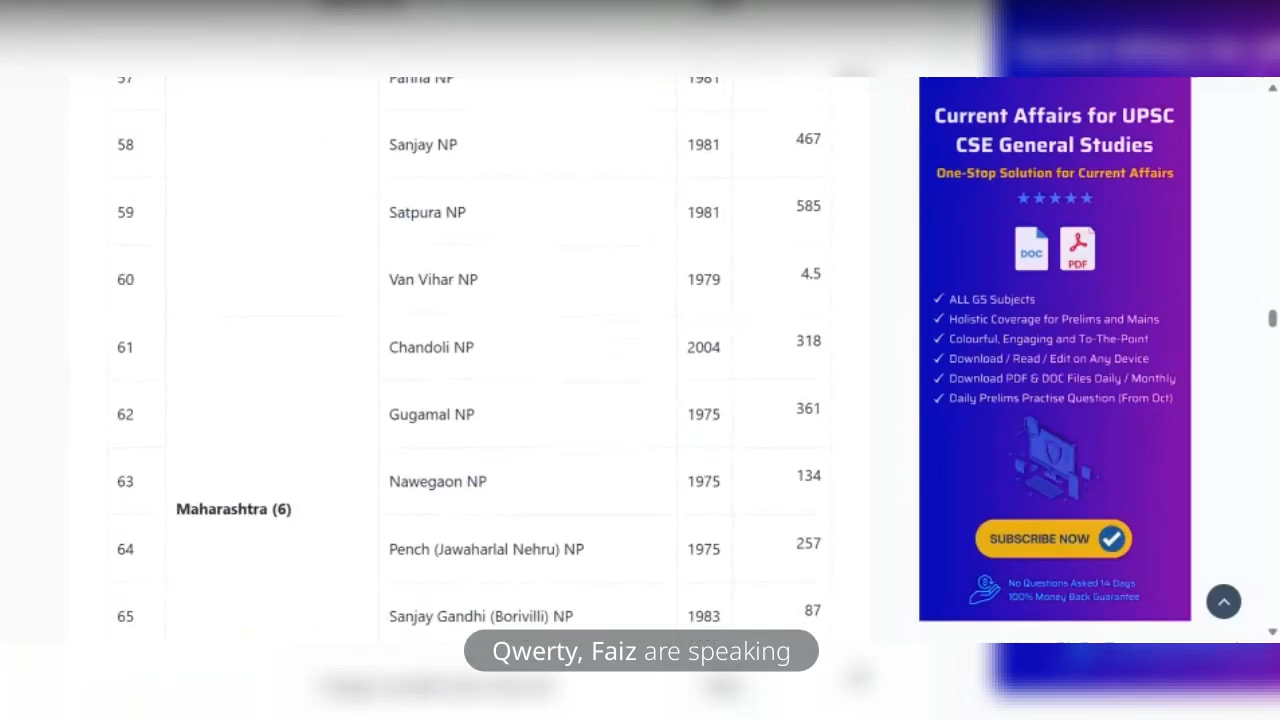 57 Panna NP 1981
58 Sanjay NP 1981 467
59 Satpura NP 1981 585
60 Van Vihar NP 1979 4.5
61 Chandoli NP 2004 318
62 Gugamal NP 1975 361
63 Nawegaon NP 1975 134
Maharashtra (6)
64 Pench (Jawaharlal Nehru) NP 1975 257
65 Sanjay Gandhi (Borivilli) NP 1983 87
Qwerty, Faiz are speaking
Current Affairs for UPSC
CSE General Studies
One-Stop Solution for Current Affairs
DOC
PDF
ALL GS Subjects
Holistic Coverage for Prelims and Mains
Colourful, Engaging and To-The-Point
Download / Read / Edit on Any Device
Download PDF & DOC Files Daily / Monthly
Daily Prelims Practise Question (From Oct)
SUBSCRIBE NOW
No Questions Asked 14 Days
100% Money Back Guarantee